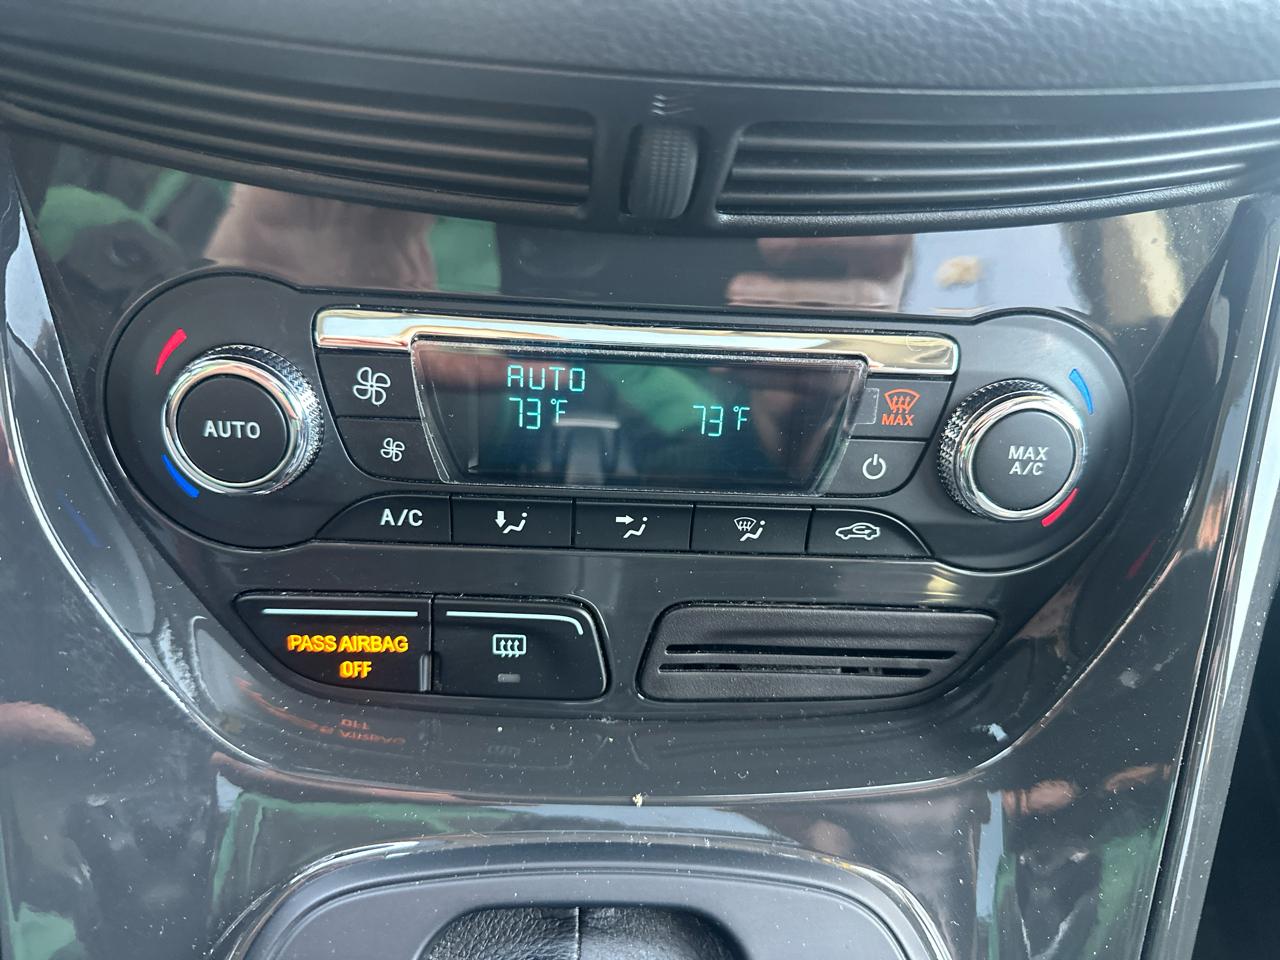 AUTO
73°F 73°F
AUTO
MAX
MAX
A/C
A/C
PASS AIRBAG
OFF